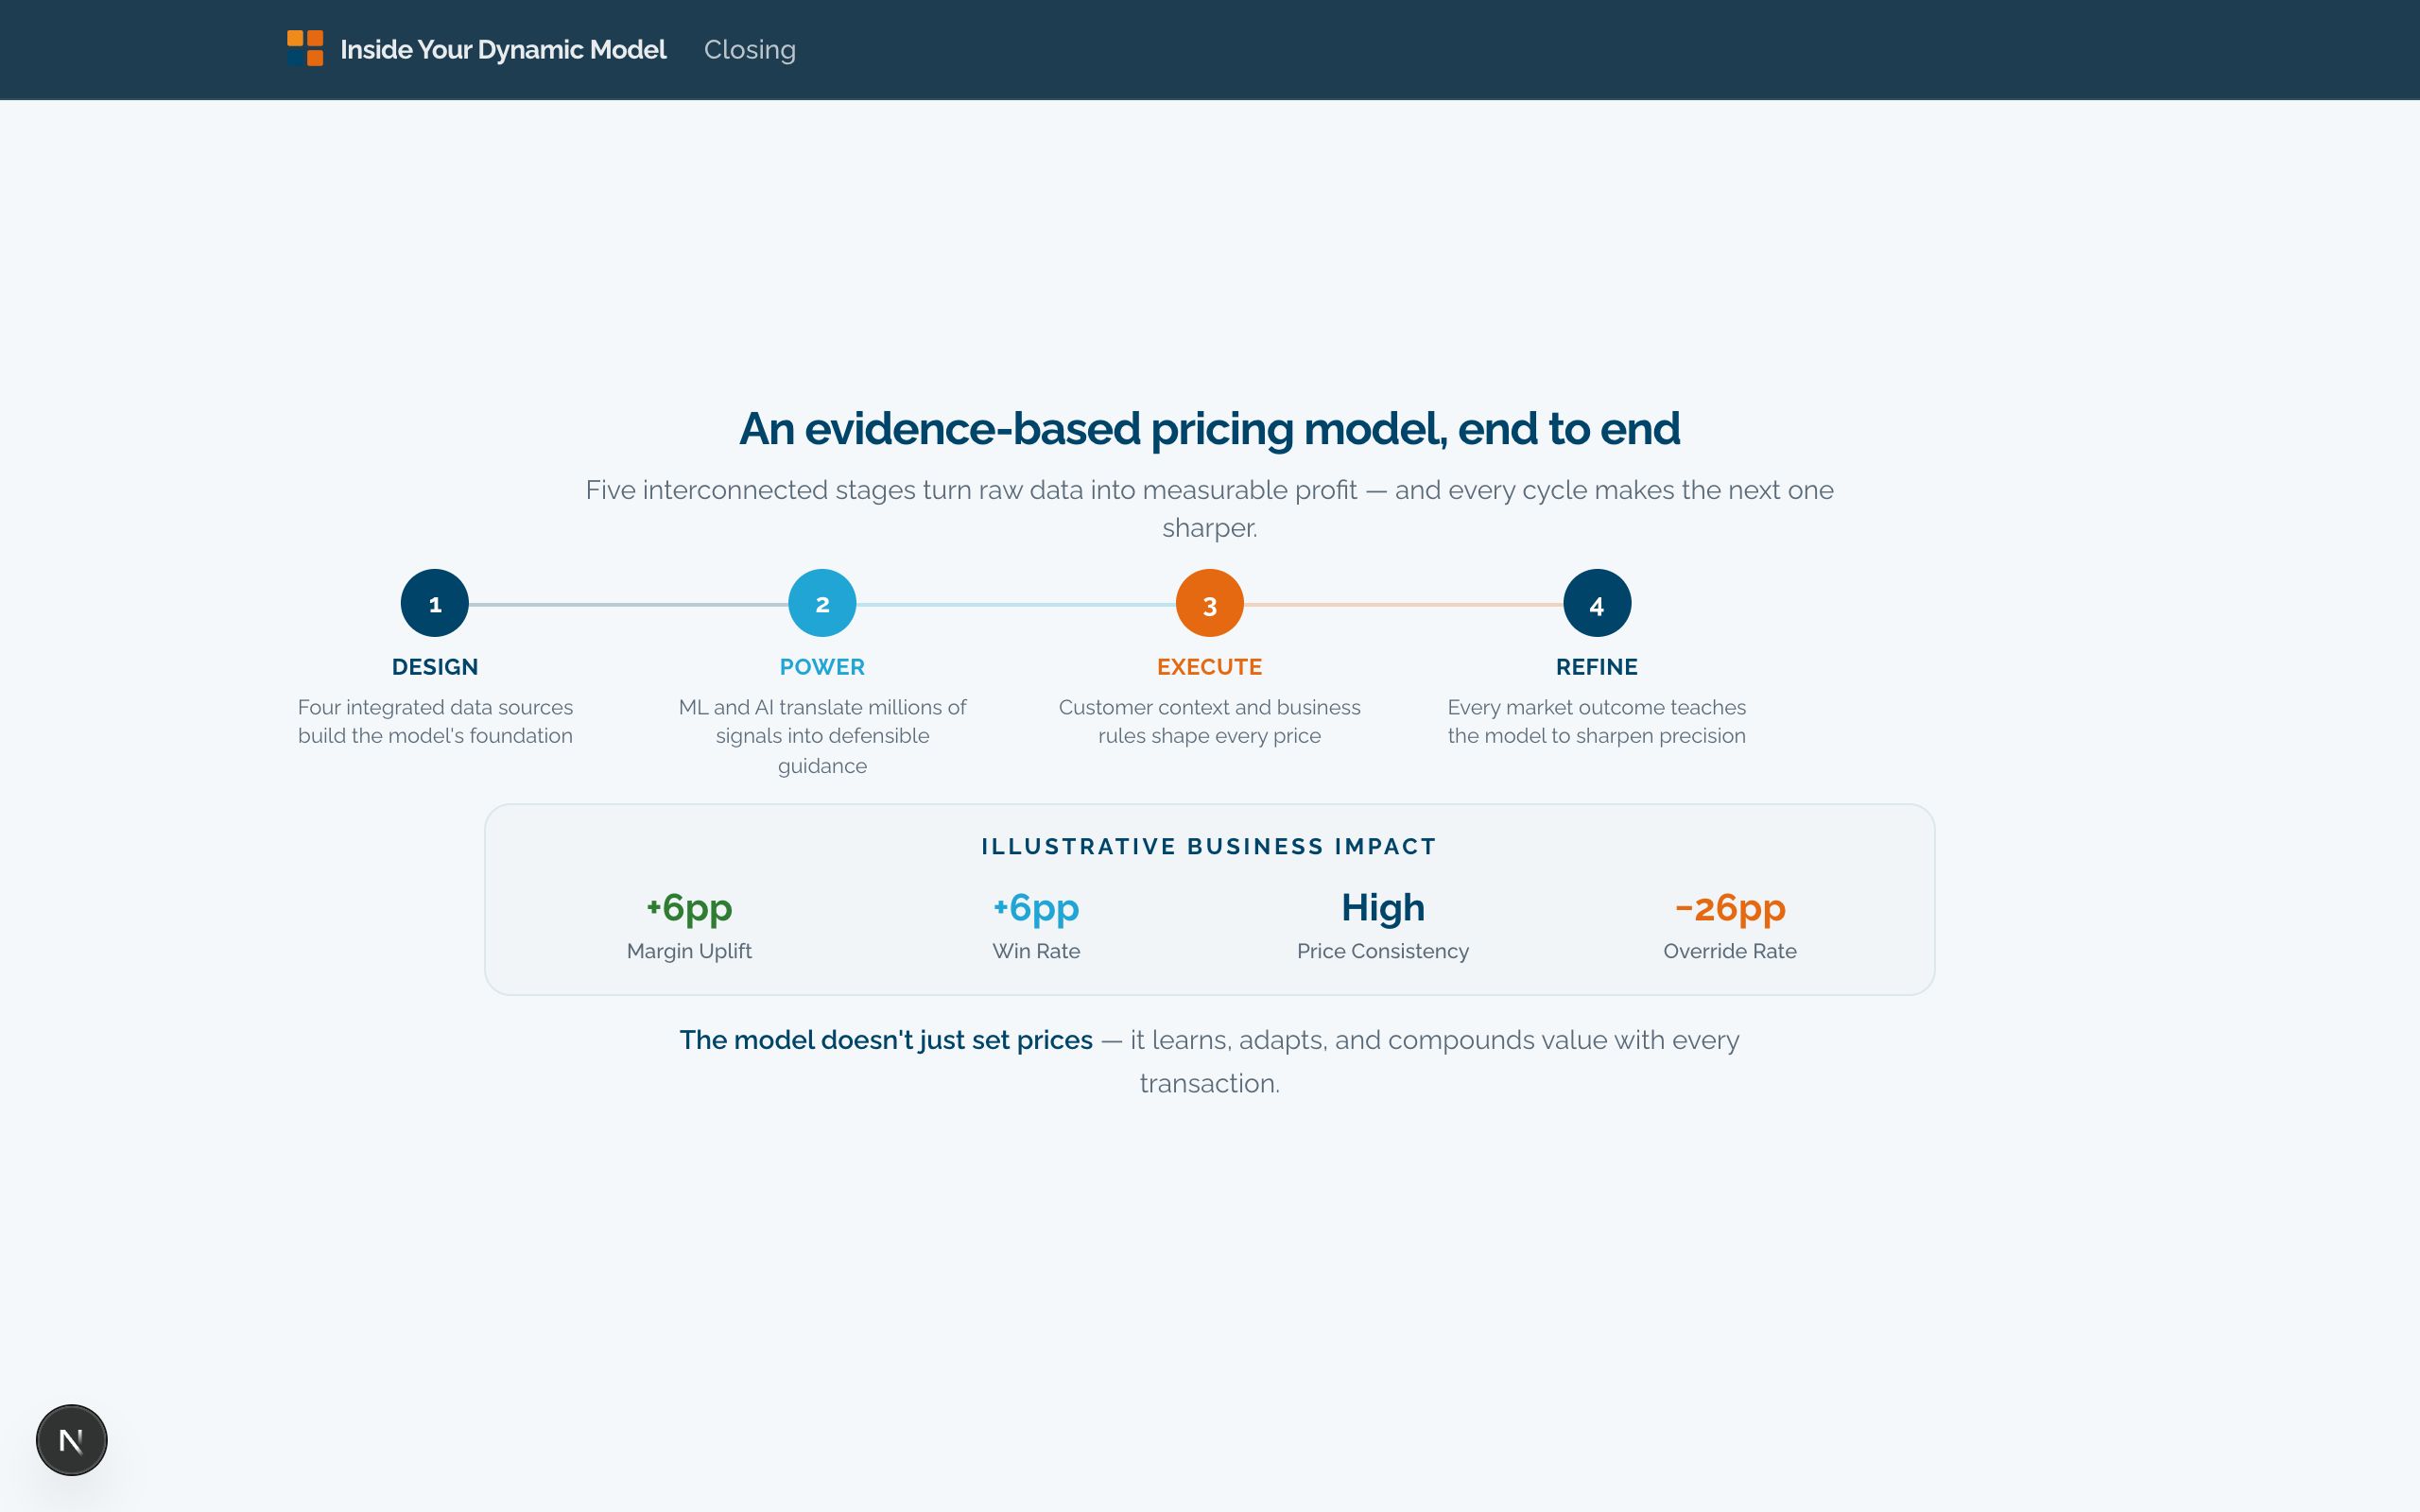 Inside Your Dynamic Model Closing
An evidence-based pricing model, end to end
Five interconnected stages turn raw data into measurable profit — and every cycle makes the next one
sharper.
1 2 3 4
DESIGN POWER EXECUTE REFINE
Four integrated data sources
build the model's foundation
ML and AI translate millions of
signals into defensible
guidance
Customer context and business
rules shape every price
Every market outcome teaches
the model to sharpen precision
ILLUSTRATIVE BUSINESS IMPACT
+6pp +6pp High −26pp
Margin Uplift Win Rate Price Consistency Override Rate
The model doesn't just set prices — it learns, adapts, and compounds value with every
transaction.
N